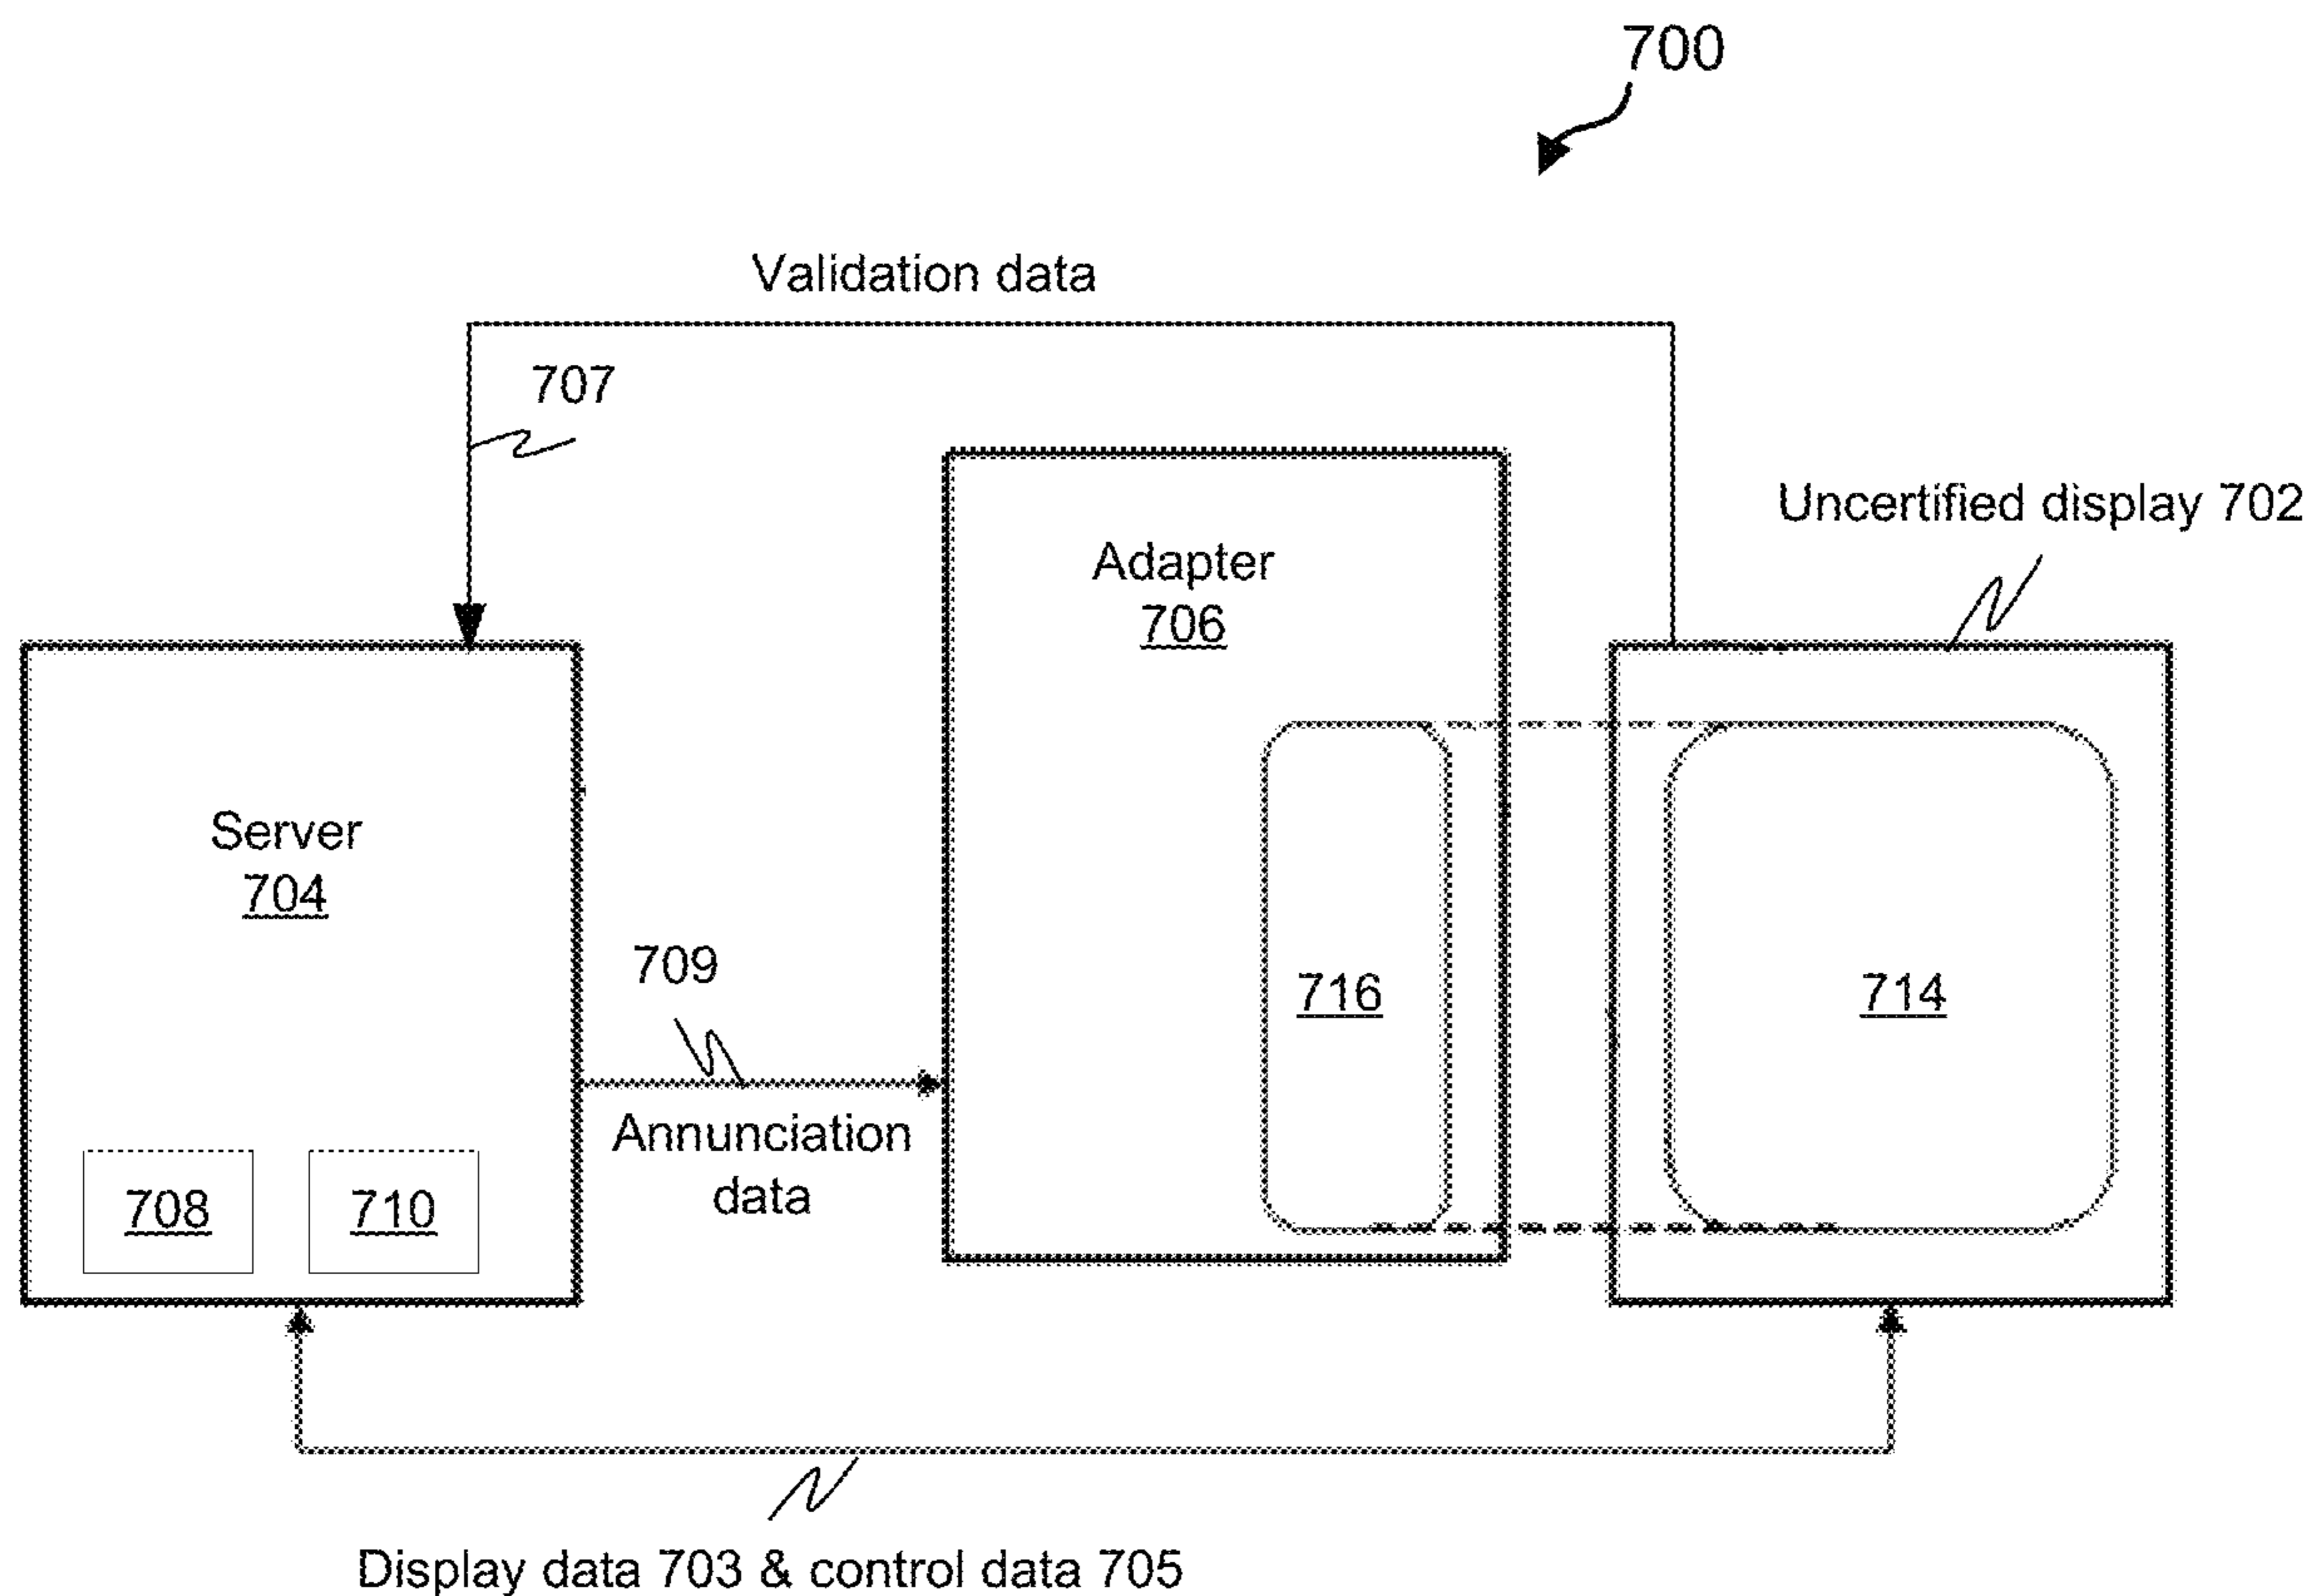 700
Validation data
707
Uncertified display 702
Adapter
706
Server
704
709
716
714
Annunciation
data
708
710
Display data 703 & control data 705